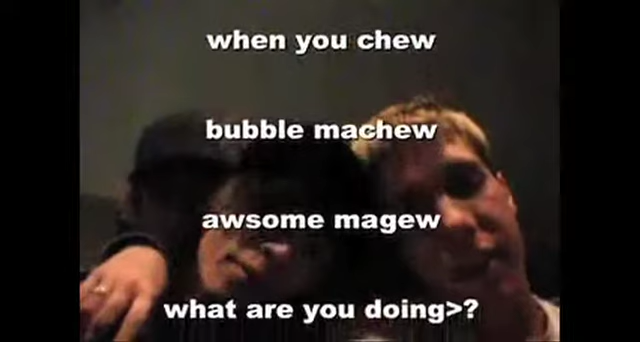 when you chew
bubble machew
awsome magew
what are you doing>?